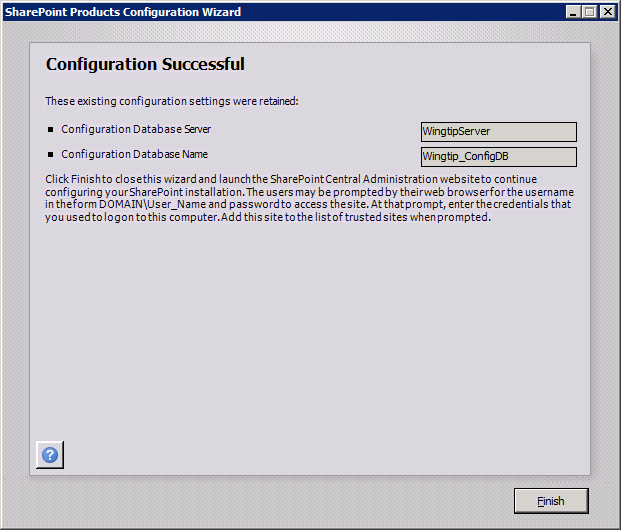 SharePoint Products Configuration Wizard
Configuration Successful
These existing configuration settings were retained:
Configuration Database Server
WingtipServer
Configuration Database Name
Wingtip_ConfigDB
Click Finish to close this wizard and launch the SharePoint Central Administration website to continue
configuring your SharePoint installation. The users may be prompted by their web browser for the username
in the form DOMAIN\User_Name and password to access the site. At that prompt, enter the credentials that
you used to logon to this computer. Add this site to the list of trusted sites when prompted.
?
Finish